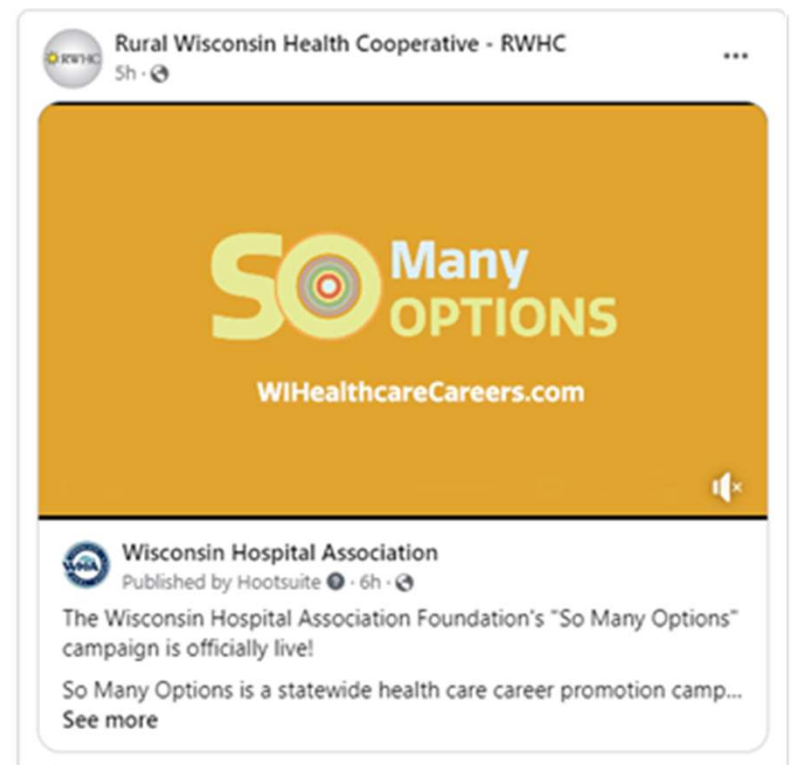 RWHC
Rural Wisconsin Health Cooperative - RWHC
5h ·
SO Many
OPTIONS
WIHealthcareCareers.com
WHA
Wisconsin Hospital Association
Published by Hootsuite ? · 6h ·
The Wisconsin Hospital Association Foundation's "So Many Options"
campaign is officially live!
So Many Options is a statewide health care career promotion camp...
See more